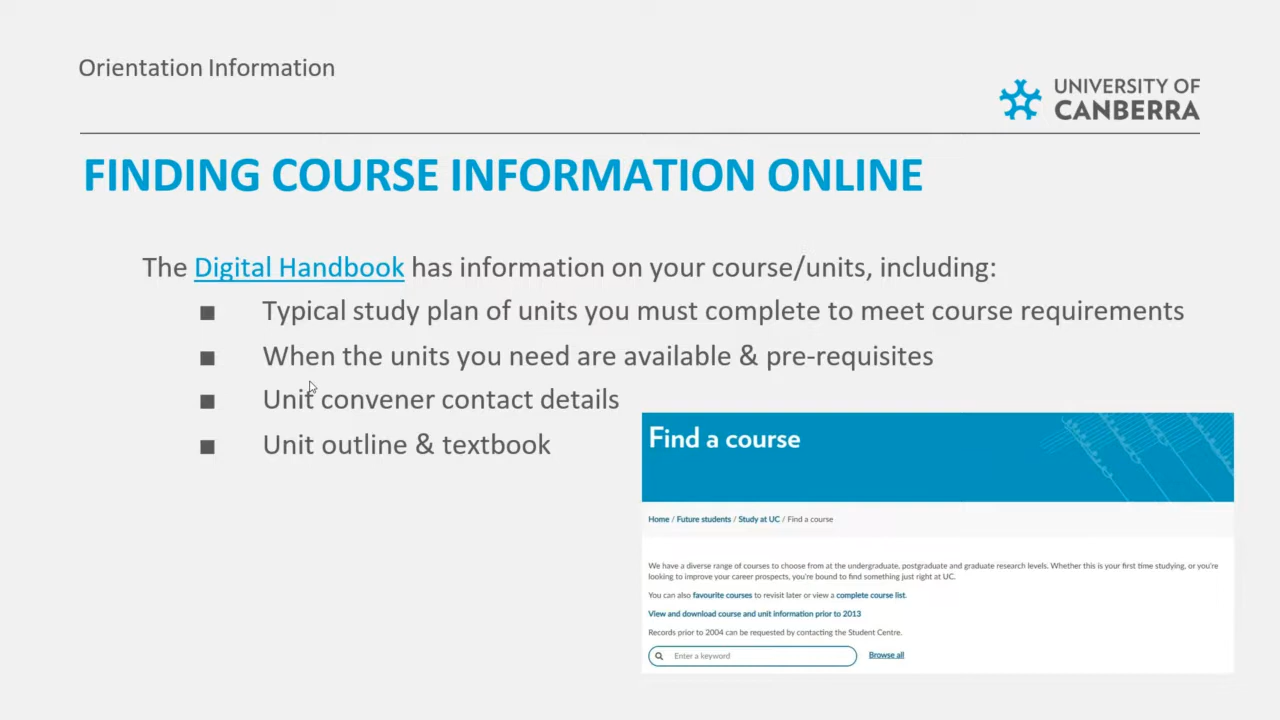 Orientation Information
UNIVERSITY OF
CANBERRA
FINDING COURSE INFORMATION ONLINE
The Digital Handbook has information on your course/units, including:
■ Typical study plan of units you must complete to meet course requirements
■ When the units you need are available & pre-requisites
■ Unit convener contact details
■ Unit outline & textbook
Find a course
Home / Future students / Study at UC / Find a course
We have a diverse range of courses to choose from at the undergraduate, postgraduate and graduate research levels. Whether this is your first time studying, or you're
looking to improve your career prospects, you're bound to find something just right at UC.
You can also favourite courses to revisit later or view a complete course list.
View and download course and unit information prior to 2013
Records prior to 2004 can be requested by contacting the Student Centre.
Enter a keyword Browse all